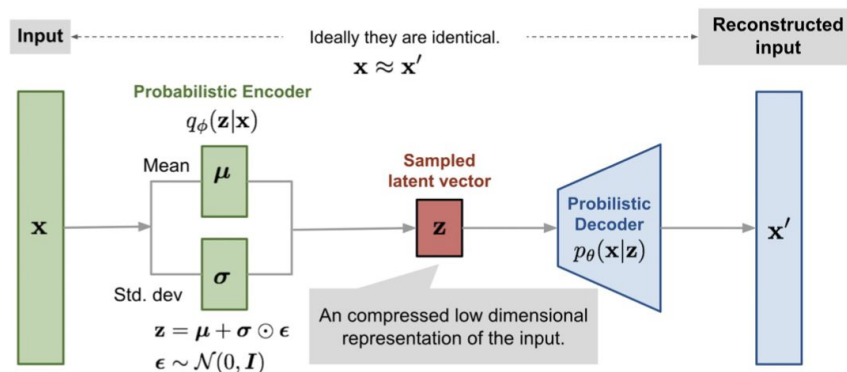 Input
Ideally they are identical.
x ≈ x′
Reconstructed
input
Probabilistic Encoder
qϕ(z|x)
Mean
μ
x
σ
Std. dev
z = μ + σ ⊙ ϵ
ϵ ∼ 𝒩(0, I)
Sampled
latent vector
z
An compressed low dimensional
representation of the input.
Probilistic
Decoder
pθ(x|z)
x′